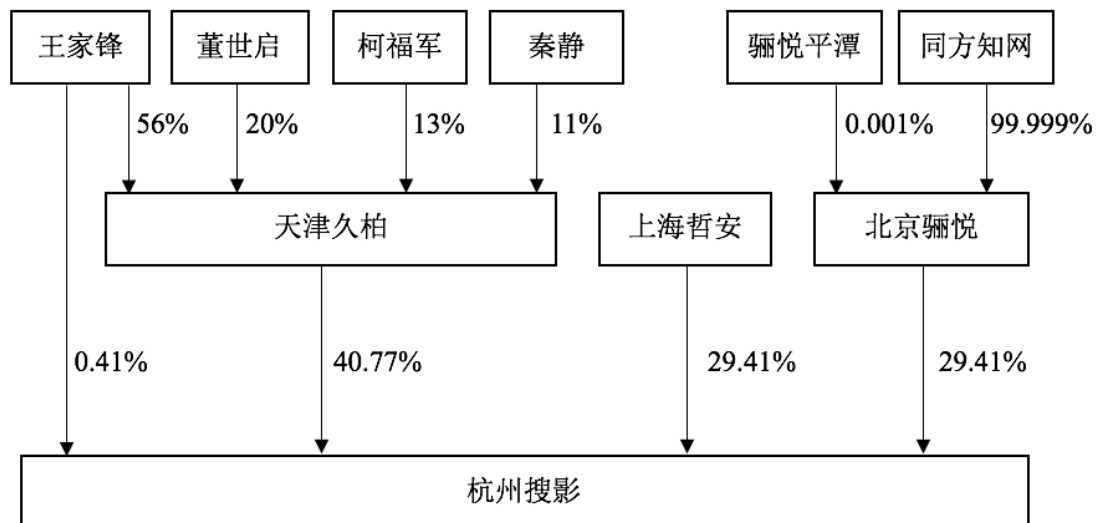 王家锋 董世启 柯福军 秦静 骊悦平潭 同方知网
56% 20% 13% 11% 0.001% 99.999%
天津久柏 上海哲安 北京骊悦
0.41% 40.77% 29.41% 29.41%
杭州搜影